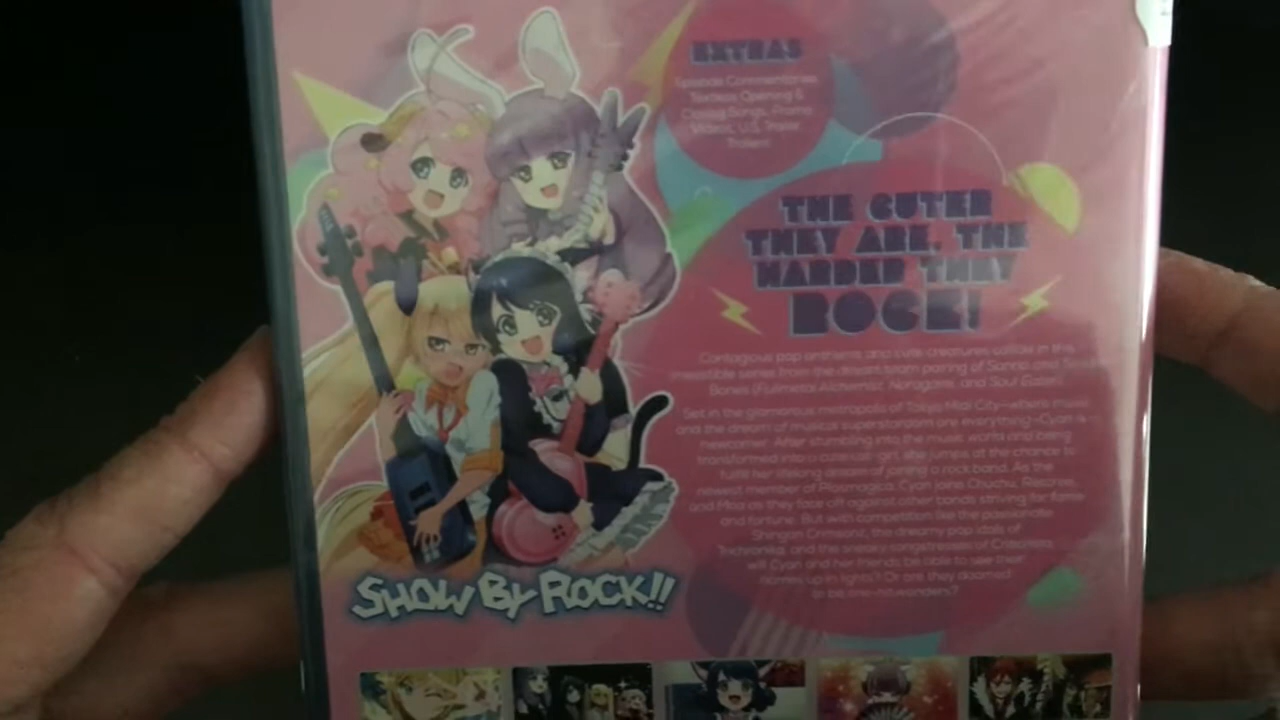 EXTRAS
Episode Commentaries,
Textless Opening &
Closing Songs, Promo
Videos, U.S. Trailer,
Trailers
THE CUTER
THEY ARE, THE
HARDER THEY
ROCK!
Contagious pop anthems and cute creatures collide in this
irresistible series from the dream team pairing of Sanrio and
Bones (Fullmetal Alchemist, Noragami, and Soul Eater).
Set in the glamorous metropolis of Tokyo Midi City—where music
and the dream of musical superstardom are everything—Cyan is a
newcomer. After stumbling into the music world and being
transformed into a cute cat-girl, she jumps at the chance to
fulfill her lifelong dream of joining a rock band. As the
newest member of Plasmagica, Cyan joins Chuchu, Retoree,
and Moa as they face off against other bands striving for fame
and fortune. But with competition like the passionate
Shingan Crimsonz, the dreamy pop idols of
Trichronika, and the sneaky songstresses of Criticrista,
will Cyan and her friends be able to see their
names up in lights? Or are they doomed
to be one-hit-wonders?
SHOW BY ROCK!!